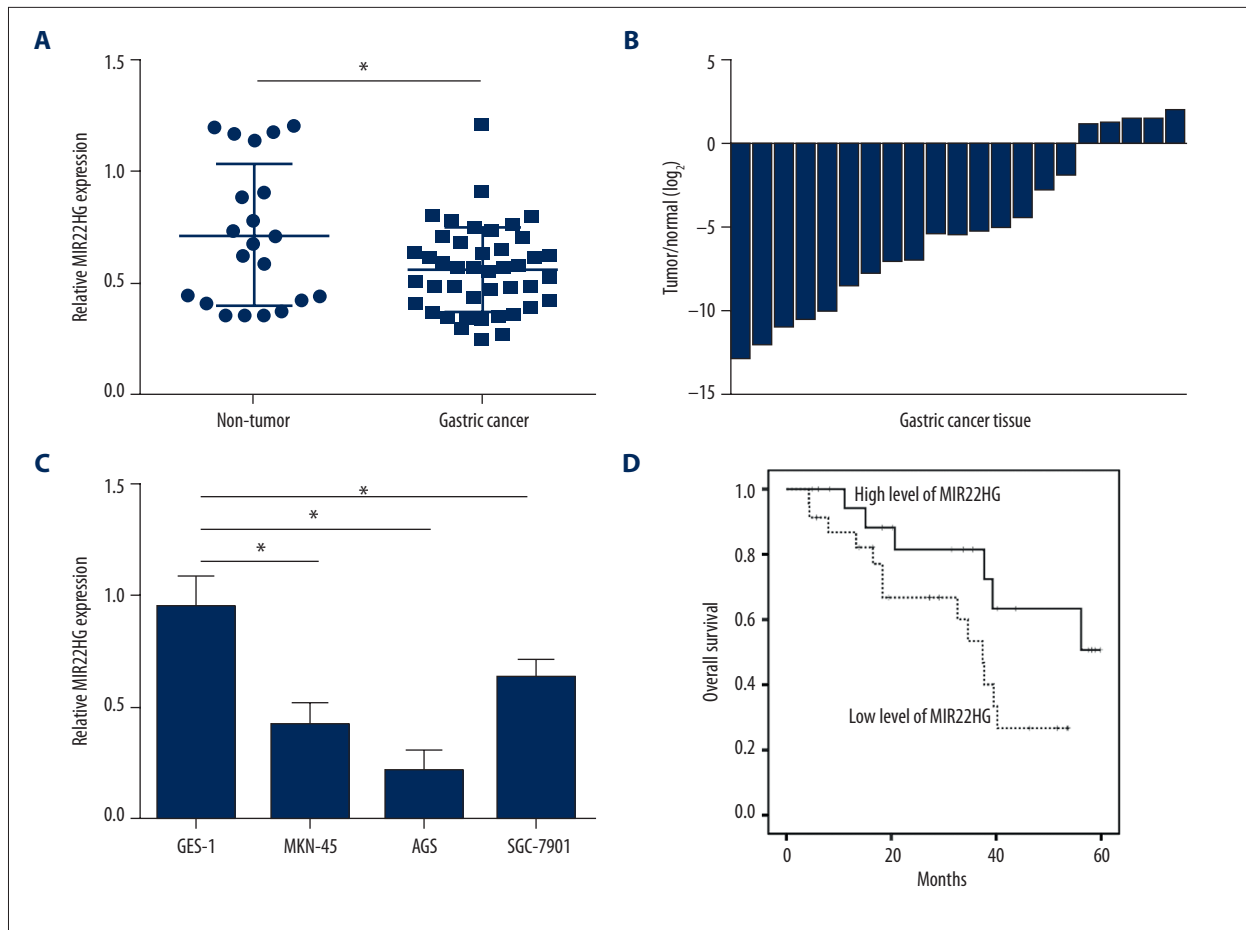 A
Relative MIR22HG expression
1.5
1.0
0.5
0.0
*
Non-tumor
Gastric cancer
B
Tumor/normal (log2)
5
0
−5
−10
−15
Gastric cancer tissue
C
Relative MIR22HG expression
1.5
1.0
0.5
0.0
*
*
*
GES-1
MKN-45
AGS
SGC-7901
D
Overall survival
1.0
0.8
0.6
0.4
0.2
0.0
High level of MIR22HG
Low level of MIR22HG
0
20
40
60
Months